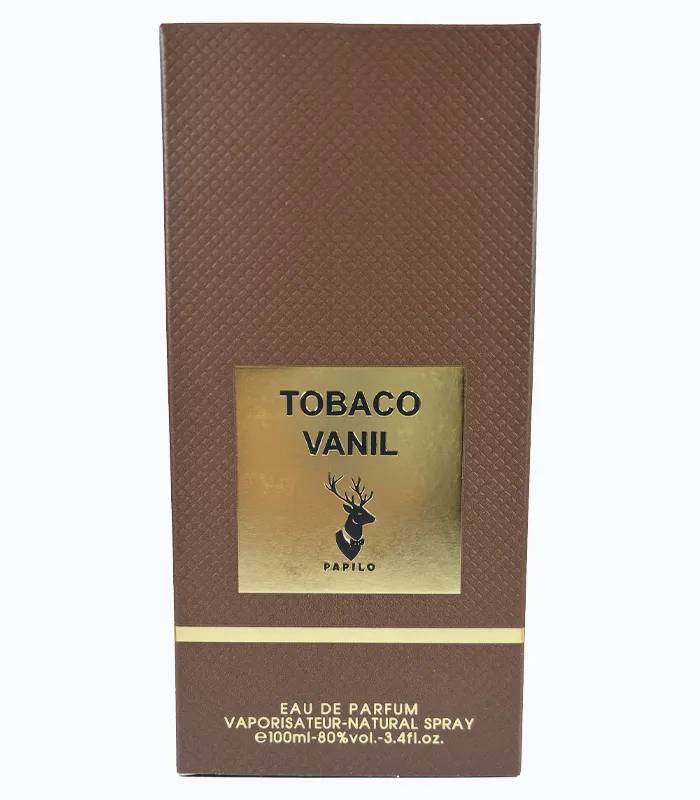 TOBACO
VANIL
PAPILO
EAU DE PARFUM
VAPORISATEUR-NATURAL SPRAY
℮100ml-80%vol.-3.4fl.oz.